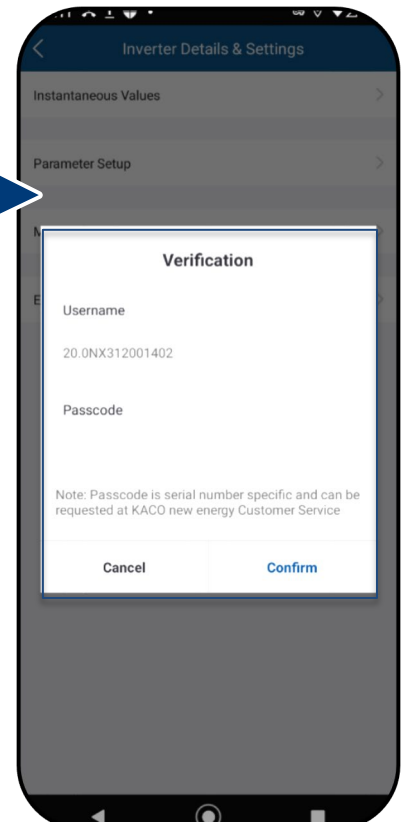 Inverter Details & Settings
Instantaneous Values
Parameter Setup
M
E
Verification
Username
20.0NX312001402
Passcode
Note: Passcode is serial number specific and can be
requested at KACO new energy Customer Service
Cancel
Confirm